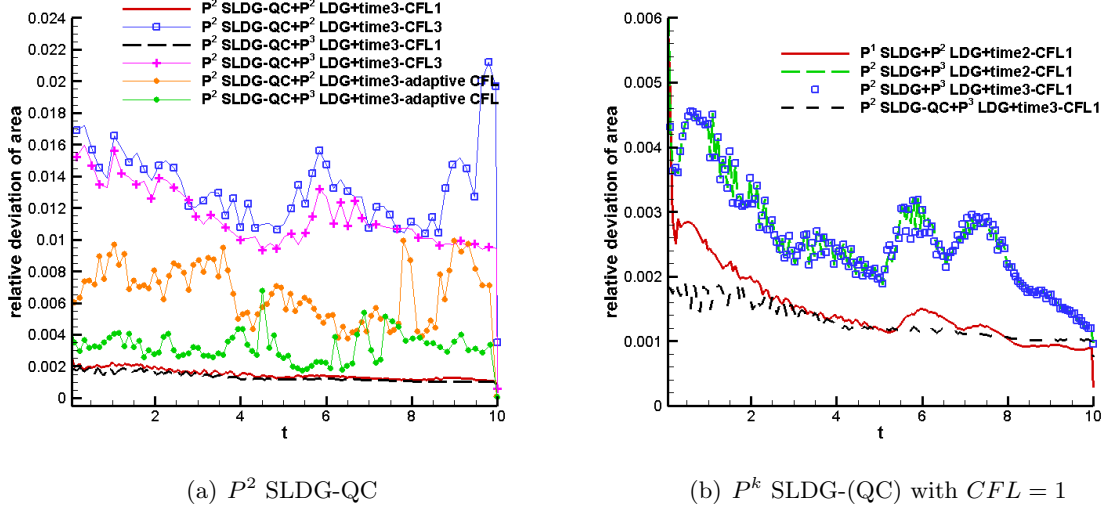 P² SLDG-QC+P² LDG+time3-CFL1
P² SLDG-QC+P² LDG+time3-CFL3
P² SLDG-QC+P³ LDG+time3-CFL1
P² SLDG-QC+P³ LDG+time3-CFL3
P² SLDG-QC+P² LDG+time3-adaptive CFL
P² SLDG-QC+P³ LDG+time3-adaptive CFL
relative deviation of area
0.024
0.022
0.02
0.018
0.016
0.014
0.012
0.01
0.008
0.006
0.004
0.002
0
2
4
6
8
10
t
(a) P² SLDG-QC
P¹ SLDG+P² LDG+time2-CFL1
P² SLDG+P³ LDG+time2-CFL1
P² SLDG+P³ LDG+time3-CFL1
P² SLDG-QC+P³ LDG+time3-CFL1
relative deviation of area
0.006
0.005
0.004
0.003
0.002
0.001
0
2
4
6
8
10
t
(b) Pᵏ SLDG-(QC) with CFL = 1